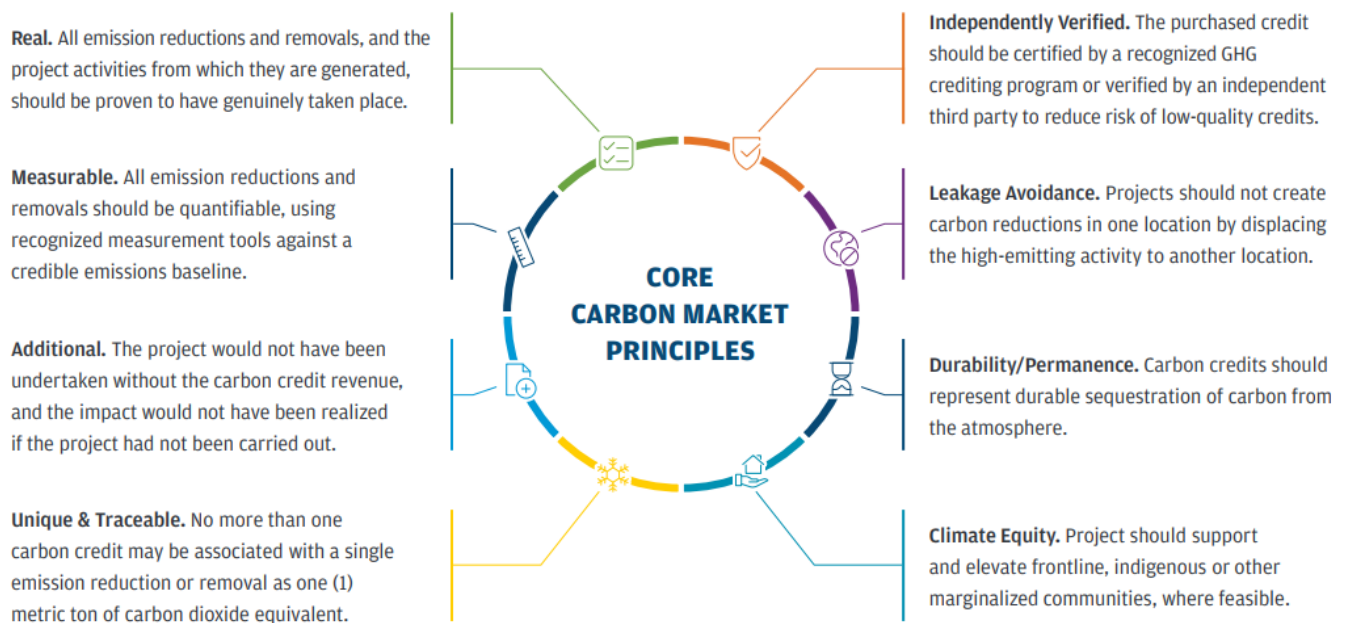 Real. All emission reductions and removals, and the
project activities from which they are generated,
should be proven to have genuinely taken place.
Measurable. All emission reductions and
removals should be quantifiable, using
recognized measurement tools against a
credible emissions baseline.
Additional. The project would not have been
undertaken without the carbon credit revenue,
and the impact would not have been realized
if the project had not been carried out.
Unique & Traceable. No more than one
carbon credit may be associated with a single
emission reduction or removal as one (1)
metric ton of carbon dioxide equivalent.
CORE
CARBON MARKET
PRINCIPLES
Independently Verified. The purchased credit
should be certified by a recognized GHG
crediting program or verified by an independent
third party to reduce risk of low-quality credits.
Leakage Avoidance. Projects should not create
carbon reductions in one location by displacing
the high-emitting activity to another location.
Durability/Permanence. Carbon credits should
represent durable sequestration of carbon from
the atmosphere.
Climate Equity. Project should support
and elevate frontline, indigenous or other
marginalized communities, where feasible.